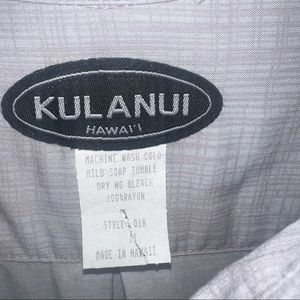 KULANUI
HAWAI'I
MACHINE WASH COLD
MILD SOAP TUMBLE
DRY NO BLEACH
100%RAYON
STYLE: 018
MADE IN HAWAII